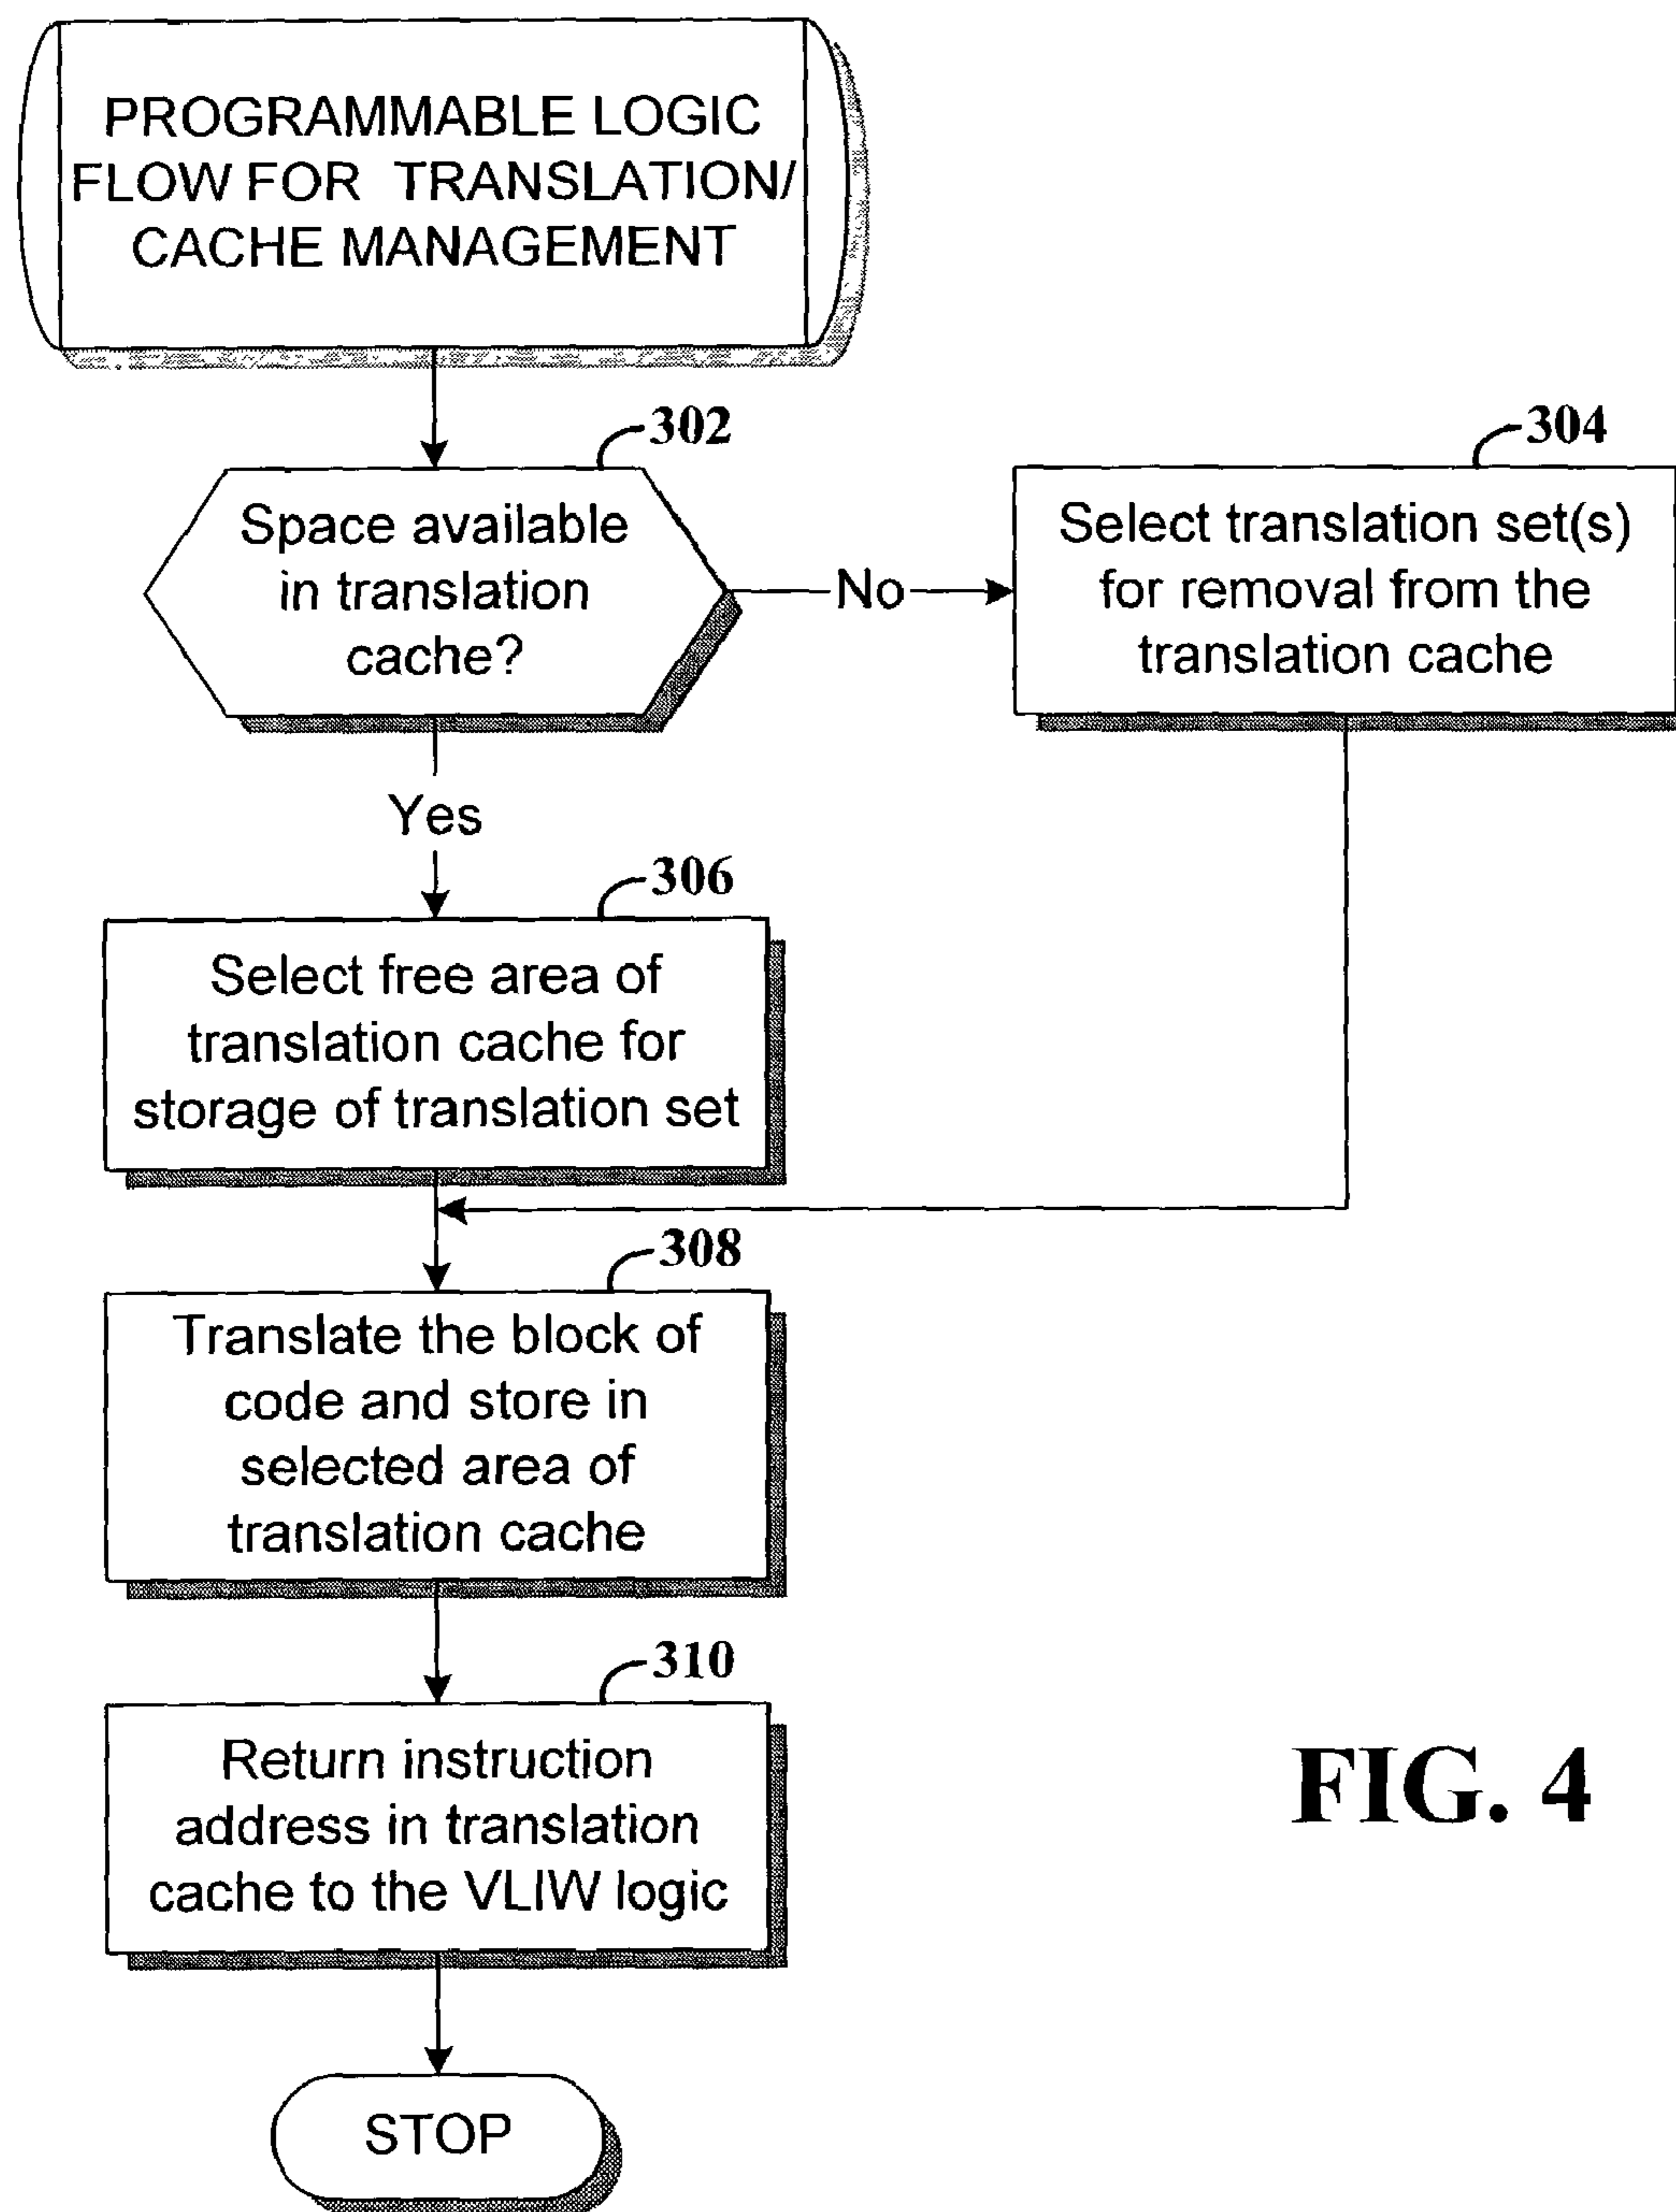 PROGRAMMABLE LOGIC
FLOW FOR TRANSLATION/
CACHE MANAGEMENT
302
Space available
in translation
cache?
No
304
Select translation set(s)
for removal from the
translation cache
Yes
306
Select free area of
translation cache for
storage of translation set
308
Translate the block of
code and store in
selected area of
translation cache
310
Return instruction
address in translation
cache to the VLIW logic
STOP
FIG. 4